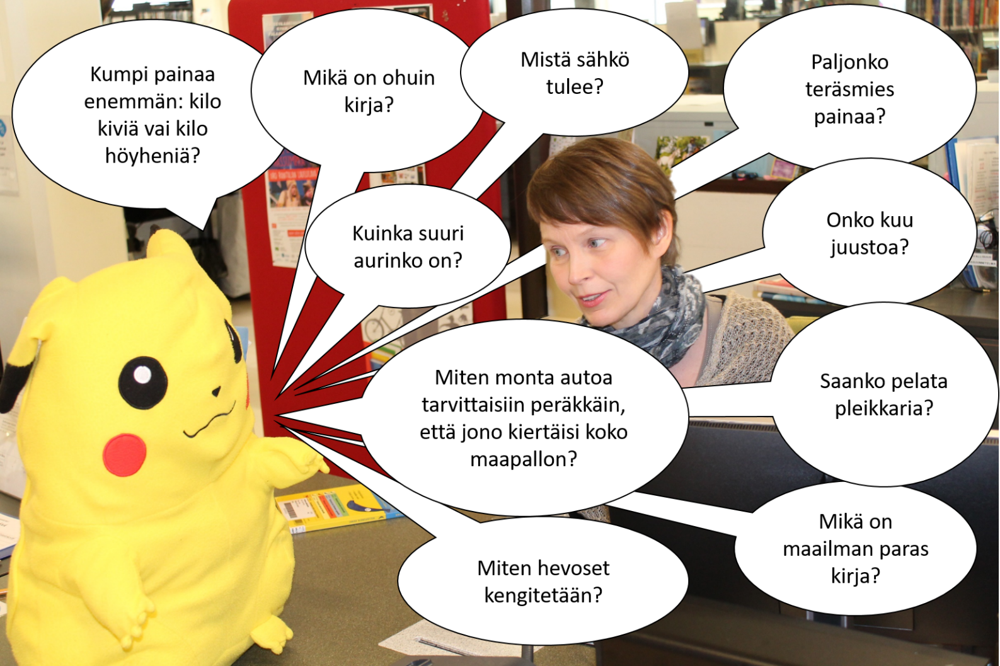 Kumpi painaa
enemmän: kilo
kiviä vai kilo
höyheniä?
Mikä on ohuin
kirja?
Mistä sähkö
tulee?
Paljonko
teräsmies
painaa?
Kuinka suuri
aurinko on?
Onko kuu
juustoa?
Miten monta autoa
tarvittaisiin peräkkäin,
että jono kiertäisi koko
maapallon?
Saanko pelata
pleikkaria?
Miten hevoset
kengitetään?
Mikä on
maailman paras
kirja?